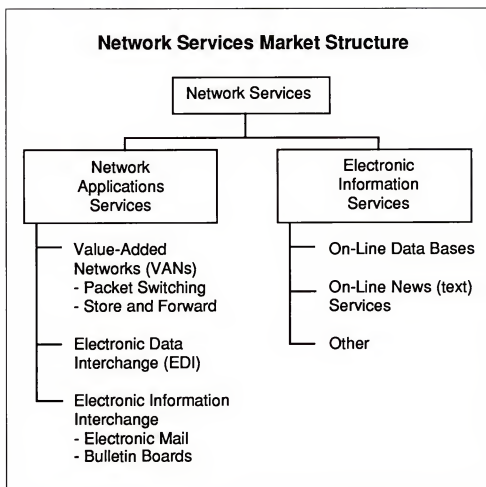 Network Services Market Structure
Network Services
Network
Applications
Services
Value-Added
Networks (VANs)
- Packet Switching
- Store and Forward
Electronic Data
Interchange (EDI)
Electronic Information
Interchange
- Electronic Mail
- Bulletin Boards
Electronic
Information
Services
On-Line Data Bases
On-Line News (text)
Services
Other